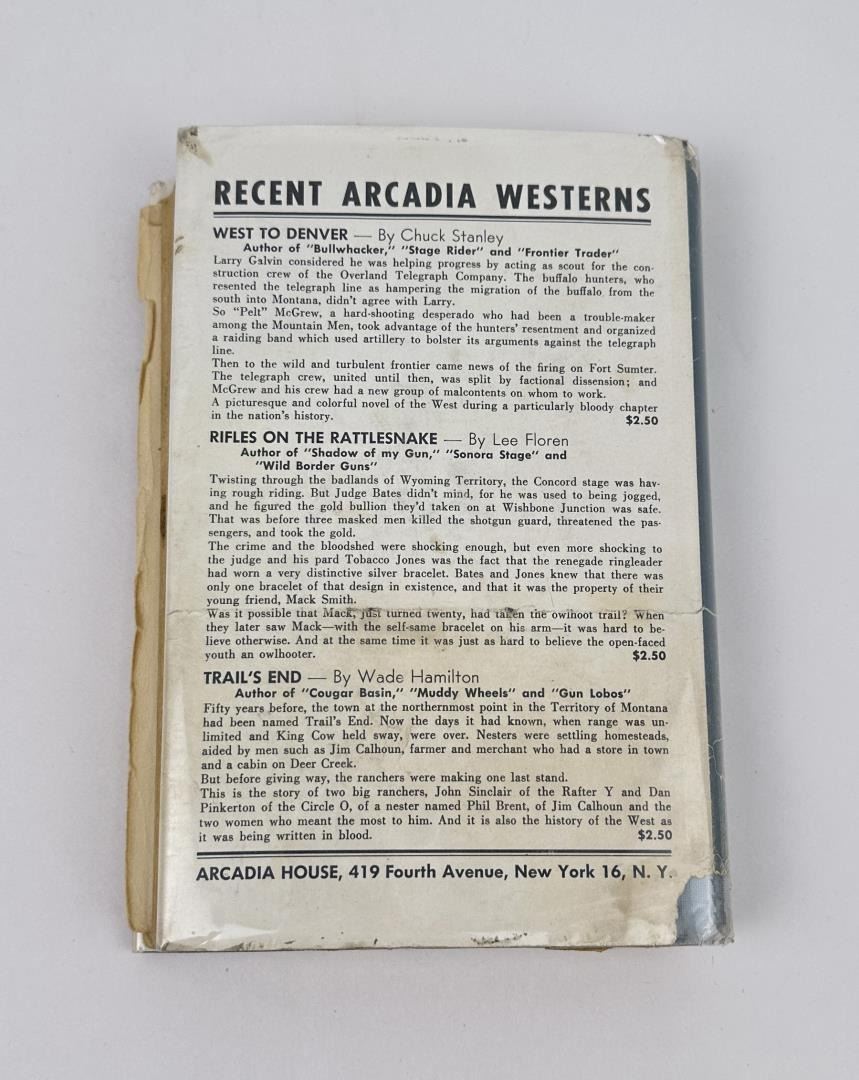 RECENT ARCADIA WESTERNS
WEST TO DENVER — By Chuck Stanley
Author of "Bullwhacker," "Stage Rider" and "Frontier Trader"
Larry Galvin considered he was helping progress by acting as scout for the con-
struction crew of the Overland Telegraph Company. The buffalo hunters, who
resented the telegraph line as hampering the migration of the buffalo from the
south into Montana, didn't agree with Larry.
So "Pelt" McGrew, a hard-shooting desperado who had been a trouble-maker
among the Mountain Men, took advantage of the hunters' resentment and organized
a raiding band which used artillery to bolster its arguments against the telegraph
line.
Then to the wild and turbulent frontier came news of the firing on Fort Sumter.
The telegraph crew, united until then, was split by factional dissension; and
McGrew and his crew had a new group of malcontents on whom to work.
A picturesque and colorful novel of the West during a particularly bloody chapter
in the nation's history. $2.50
RIFLES ON THE RATTLESNAKE — By Lee Floren
Author of "Shadow of my Gun," "Sonora Stage" and
"Wild Border Guns"
Twisting through the badlands of Wyoming Territory, the Concord stage was hav-
ing rough riding. But Judge Bates didn't mind, for he was used to being jogged,
and he figured the gold bullion they'd taken on at Wishbone Junction was safe.
That was before three masked men killed the shotgun guard, threatened the pas-
sengers, and took the gold.
The crime and the bloodshed were shocking enough, but even more shocking to
the judge and his pard Tobacco Jones was the fact that the renegade ringleader
had worn a very distinctive silver bracelet. Bates and Jones knew that there was
only one bracelet of that design in existence, and that it was the property of their
young friend, Mack Smith.
Was it possible that Mack, just turned twenty, had taken the owlhoot trail? When
they later saw Mack—with the self-same bracelet on his arm—it was hard to be-
lieve otherwise. And at the same time it was just as hard to believe the open-faced
youth an owlhooter. $2.50
TRAIL'S END — By Wade Hamilton
Author of "Cougar Basin," "Muddy Wheels" and "Gun Lobos"
Fifty years before, the town at the northernmost point in the Territory of Montana
had been named Trail's End. Now the days it had known, when range was un-
limited and King Cow held sway, were over. Nesters were settling homesteads,
aided by men such as Jim Calhoun, farmer and merchant who had a store in town
and a cabin on Deer Creek.
But before giving way, the ranchers were making one last stand.
This is the story of two big ranchers, John Sinclair of the Rafter Y and Dan
Pinkerton of the Circle O, of a nester named Phil Brent, of Jim Calhoun and the
two women who meant the most to him. And it is also the history of the West as
it was being written in blood. $2.50
ARCADIA HOUSE, 419 Fourth Avenue, New York 16, N. Y.